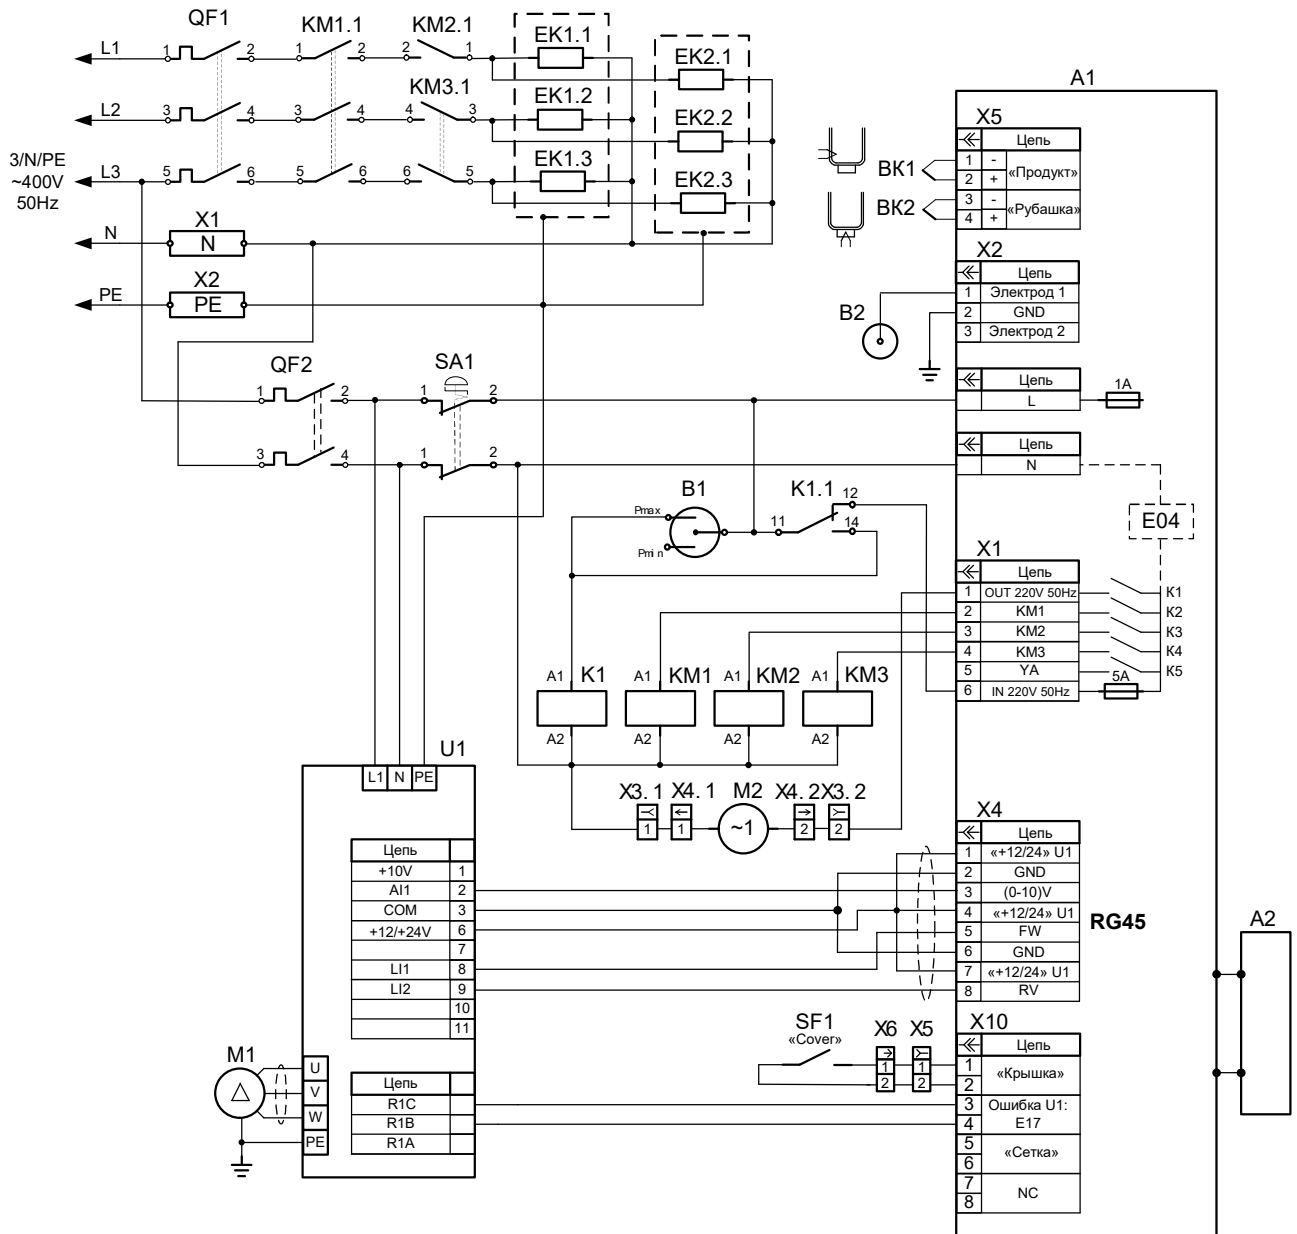 QF1
KM1.1
KM2.1
EK1.1
L1
1
2
1
2
2
1
EK2.1
KM3.1
EK1.2
L2
3
4
3
4
4
3
EK2.2
EK1.3
3/N/PE
~400V
50Hz
L3
5
6
5
6
6
5
EK2.3
N
X1
N
X2
PE
PE
QF2
1
2
3
4
SA1
1
2
1
2
A1
X5
Цепь
BK1
1 -
2 +
«Продукт»
BK2
3 -
4 +
«Рубашка»
X2
Цепь
1 Электрод 1
2 GND
3 Электрод 2
B2
Цепь
L
1A
Цепь
N
E04
B1
Pmax
Pmin
K1.1
11
12
14
X1
Цепь
1 OUT 220V 50Hz K1
2 KM1 K2
3 KM2 K3
4 KM3 K4
5 YA K5
6 IN 220V 50Hz 5A
A1 K1
A2
A1 KM1
A2
A1 KM2
A2
A1 KM3
A2
X3.1 X4.1 M2 X4.2 X3.2
1 1 ~1 2 2
U1
L1 N PE
Цепь
+10V 1
AI1 2
COM 3
+12/+24V 6
7
LI1 8
LI2 9
10
11
X4
Цепь
1 «+12/24» U1
2 GND
3 (0-10)V
4 «+12/24» U1
5 FW
6 GND
7 «+12/24» U1
8 RV
RG45
A2
SF1
«Cover»
X6
1
2
X5
1
2
X10
Цепь
1
2
«Крышка»
3
4
Ошибка U1:
E17
5
6
«Сетка»
7
8
NC
M1
U
V
W
PE
Цепь
R1C
R1B
R1A